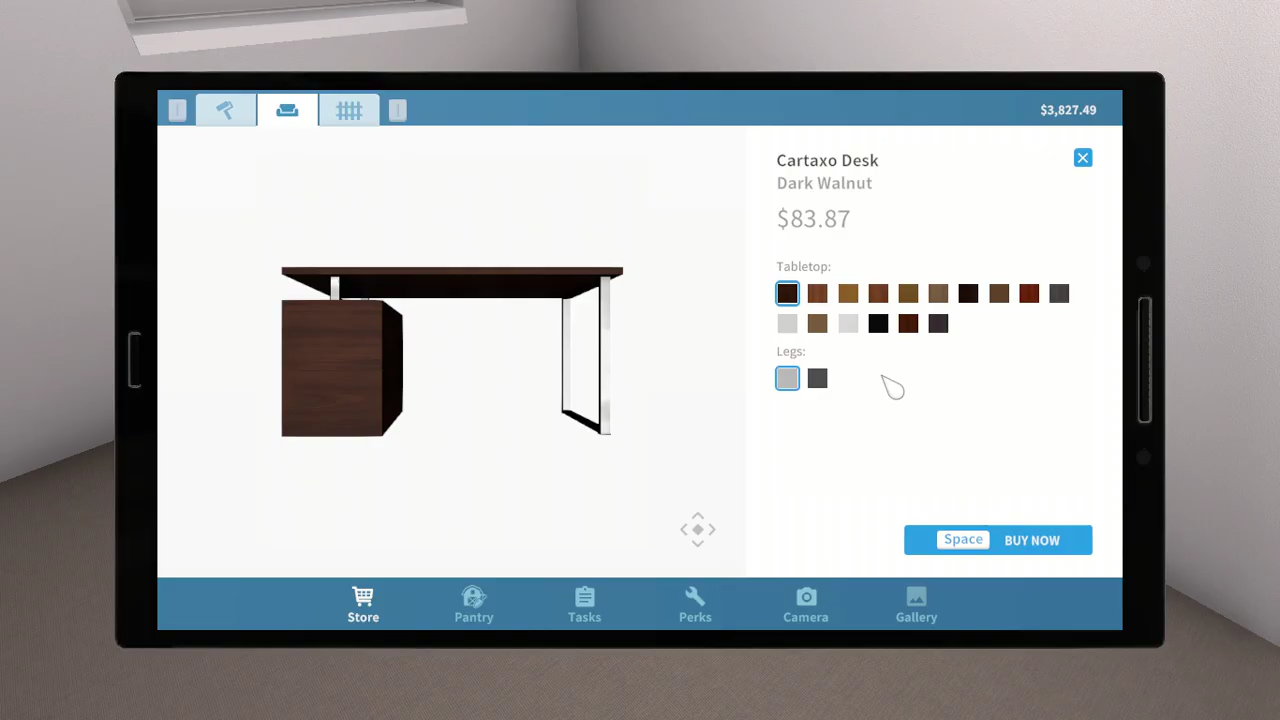 $3,827.49
Cartaxo Desk
Dark Walnut
$83.87
Tabletop:
Legs:
Space BUY NOW
Store Pantry Tasks Perks Camera Gallery